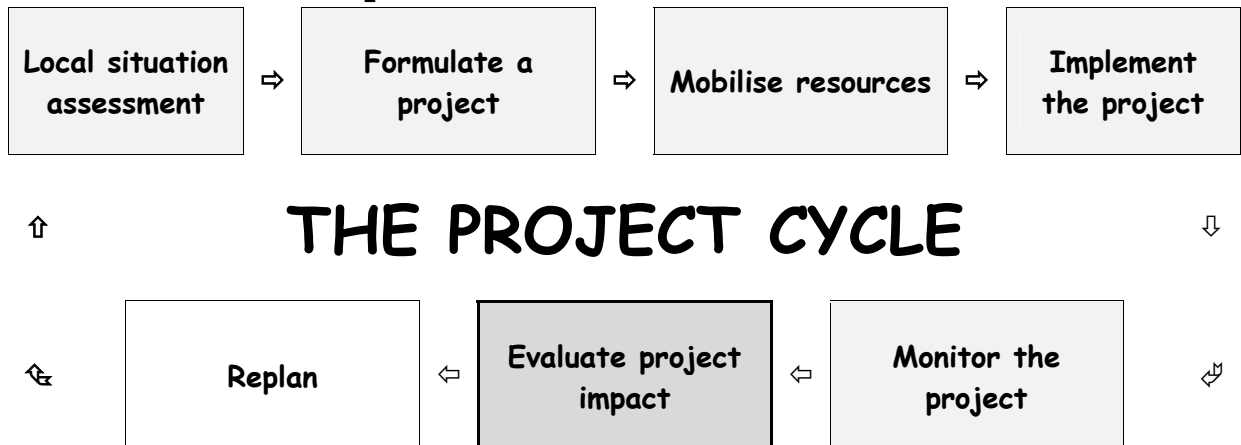 Local situation
assessment
⇨
Formulate a
project
⇨
Mobilise resources
⇨
Implement
the project
⇧
THE PROJECT CYCLE
⇩
Replan
⇦
Evaluate project
impact
⇦
Monitor the
project